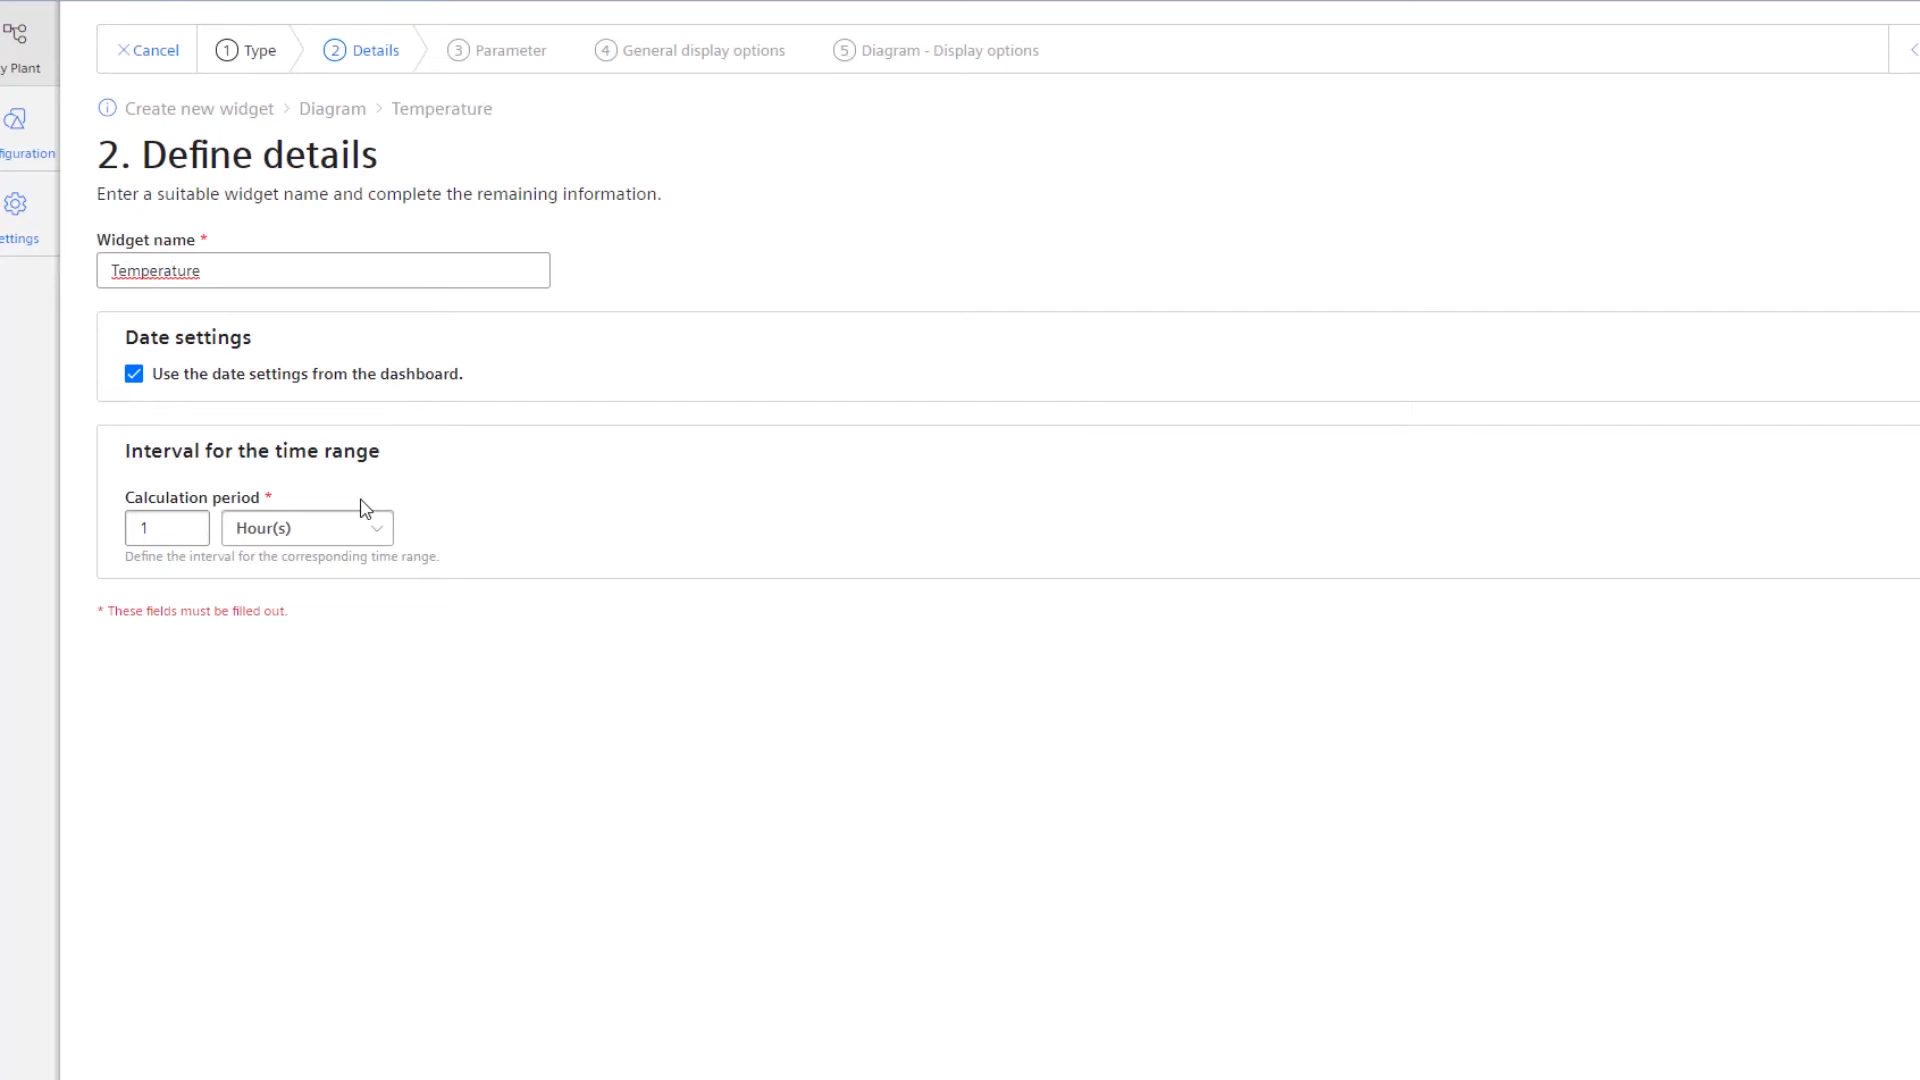 Cancel 1 Type 2 Details 3 Parameter 4 General display options 5 Diagram - Display options
y Plant
Create new widget > Diagram > Temperature
figuration
2. Define details
Enter a suitable widget name and complete the remaining information.
ettings
Widget name *
Temperature
Date settings
Use the date settings from the dashboard.
Interval for the time range
Calculation period *
1 Hour(s)
Define the interval for the corresponding time range.
* These fields must be filled out.